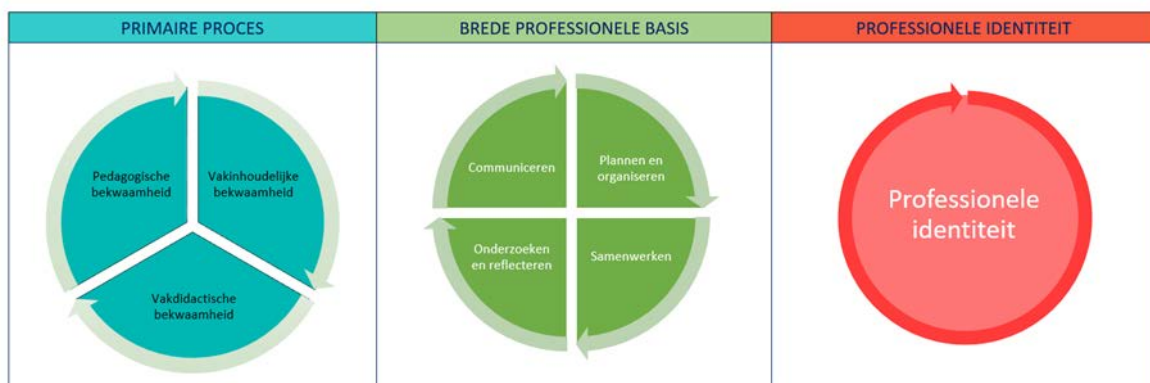 PRIMAIRE PROCES
BREDE PROFESSIONELE BASIS
PROFESSIONELE IDENTITEIT
Pedagogische
bekwaamheid
Vakinhoudelijke
bekwaamheid
Vakdidactische
bekwaamheid
Communiceren
Plannen en
organiseren
Onderzoeken
en reflecteren
Samenwerken
Professionele
identiteit